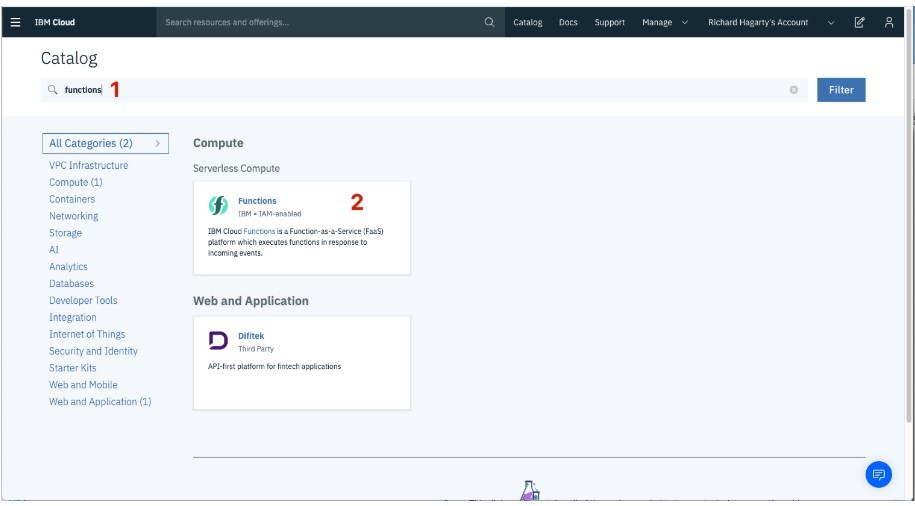 IBM Cloud
Search resources and offerings...
Catalog
Docs
Support
Manage
Richard Hagarty's Account
Catalog
functions
1
Filter
All Categories (2)
VPC Infrastructure
Compute (1)
Containers
Networking
Storage
AI
Analytics
Databases
Developer Tools
Integration
Internet of Things
Security and Identity
Starter Kits
Web and Mobile
Web and Application (1)
Compute
Serverless Compute
Functions
2
IBM • IAM-enabled
IBM Cloud Functions is a Function-as-a-Service (FaaS)
platform which executes functions in response to
incoming events.
Web and Application
Difitek
Third Party
API-first platform for fintech applications